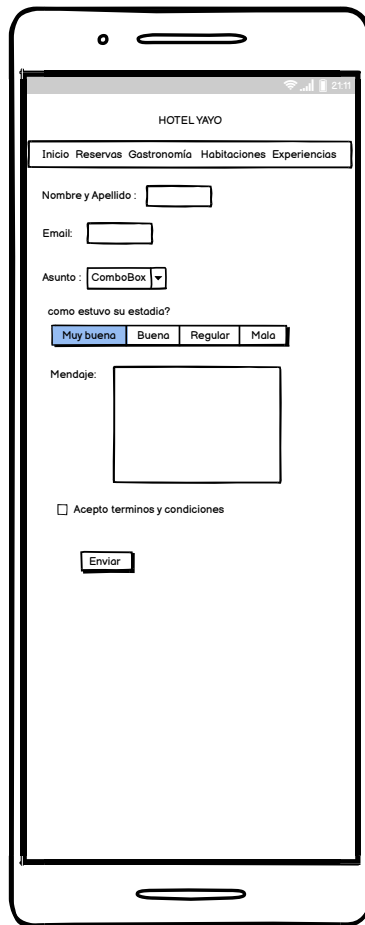 21:11
HOTEL YAYO
Inicio Reservas Gastronomía Habitaciones Experiencias
Nombre y Apellido :
Email:
Asunto : ComboBox
como estuvo su estadia?
Muy buena Buena Regular Mala
Mendaje:
Acepto terminos y condiciones
Enviar